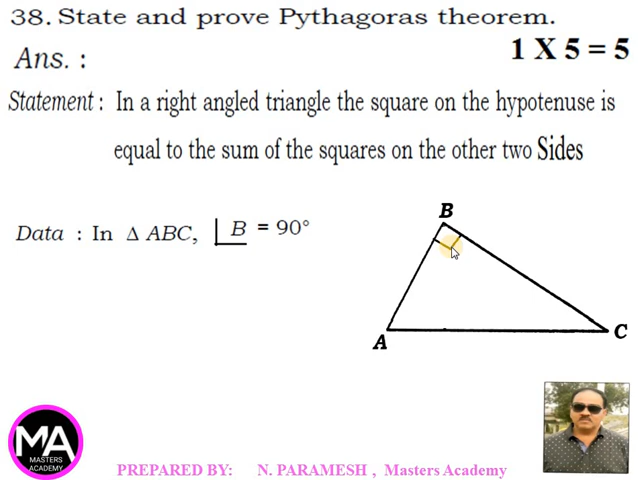 38. State and prove Pythagoras theorem.
Ans. :
1 X 5 = 5
Statement : In a right angled triangle the square on the hypotenuse is
equal to the sum of the squares on the other two Sides
Data : In Δ ABC, ∟B = 90°
B
A
C
MA
MASTERS
ACADEMY
PREPARED BY: N. PARAMESH , Masters Academy